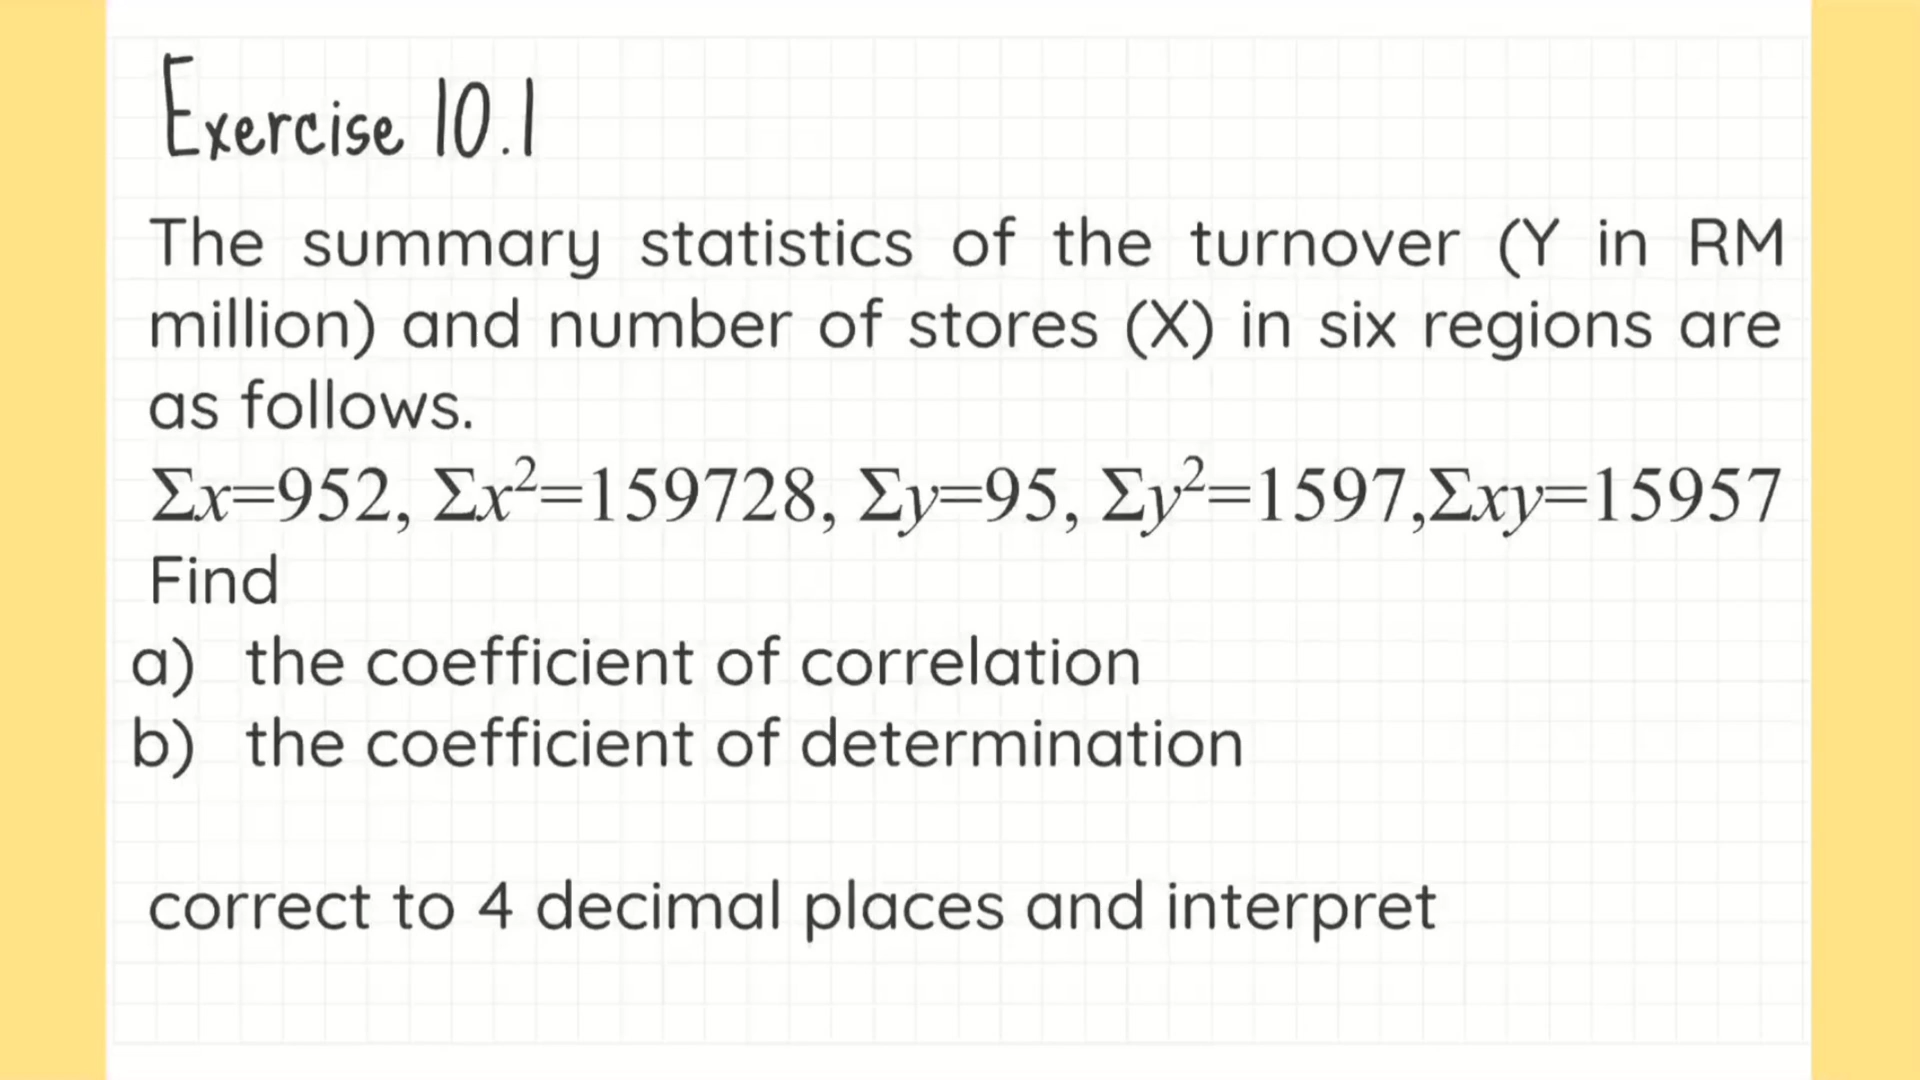 Exercise 10.1
The summary statistics of the turnover (Y in RM
million) and number of stores (X) in six regions are
as follows.
Σx=952, Σx²=159728, Σy=95, Σy²=1597,Σxy=15957
Find
a) the coefficient of correlation
b) the coefficient of determination
correct to 4 decimal places and interpret